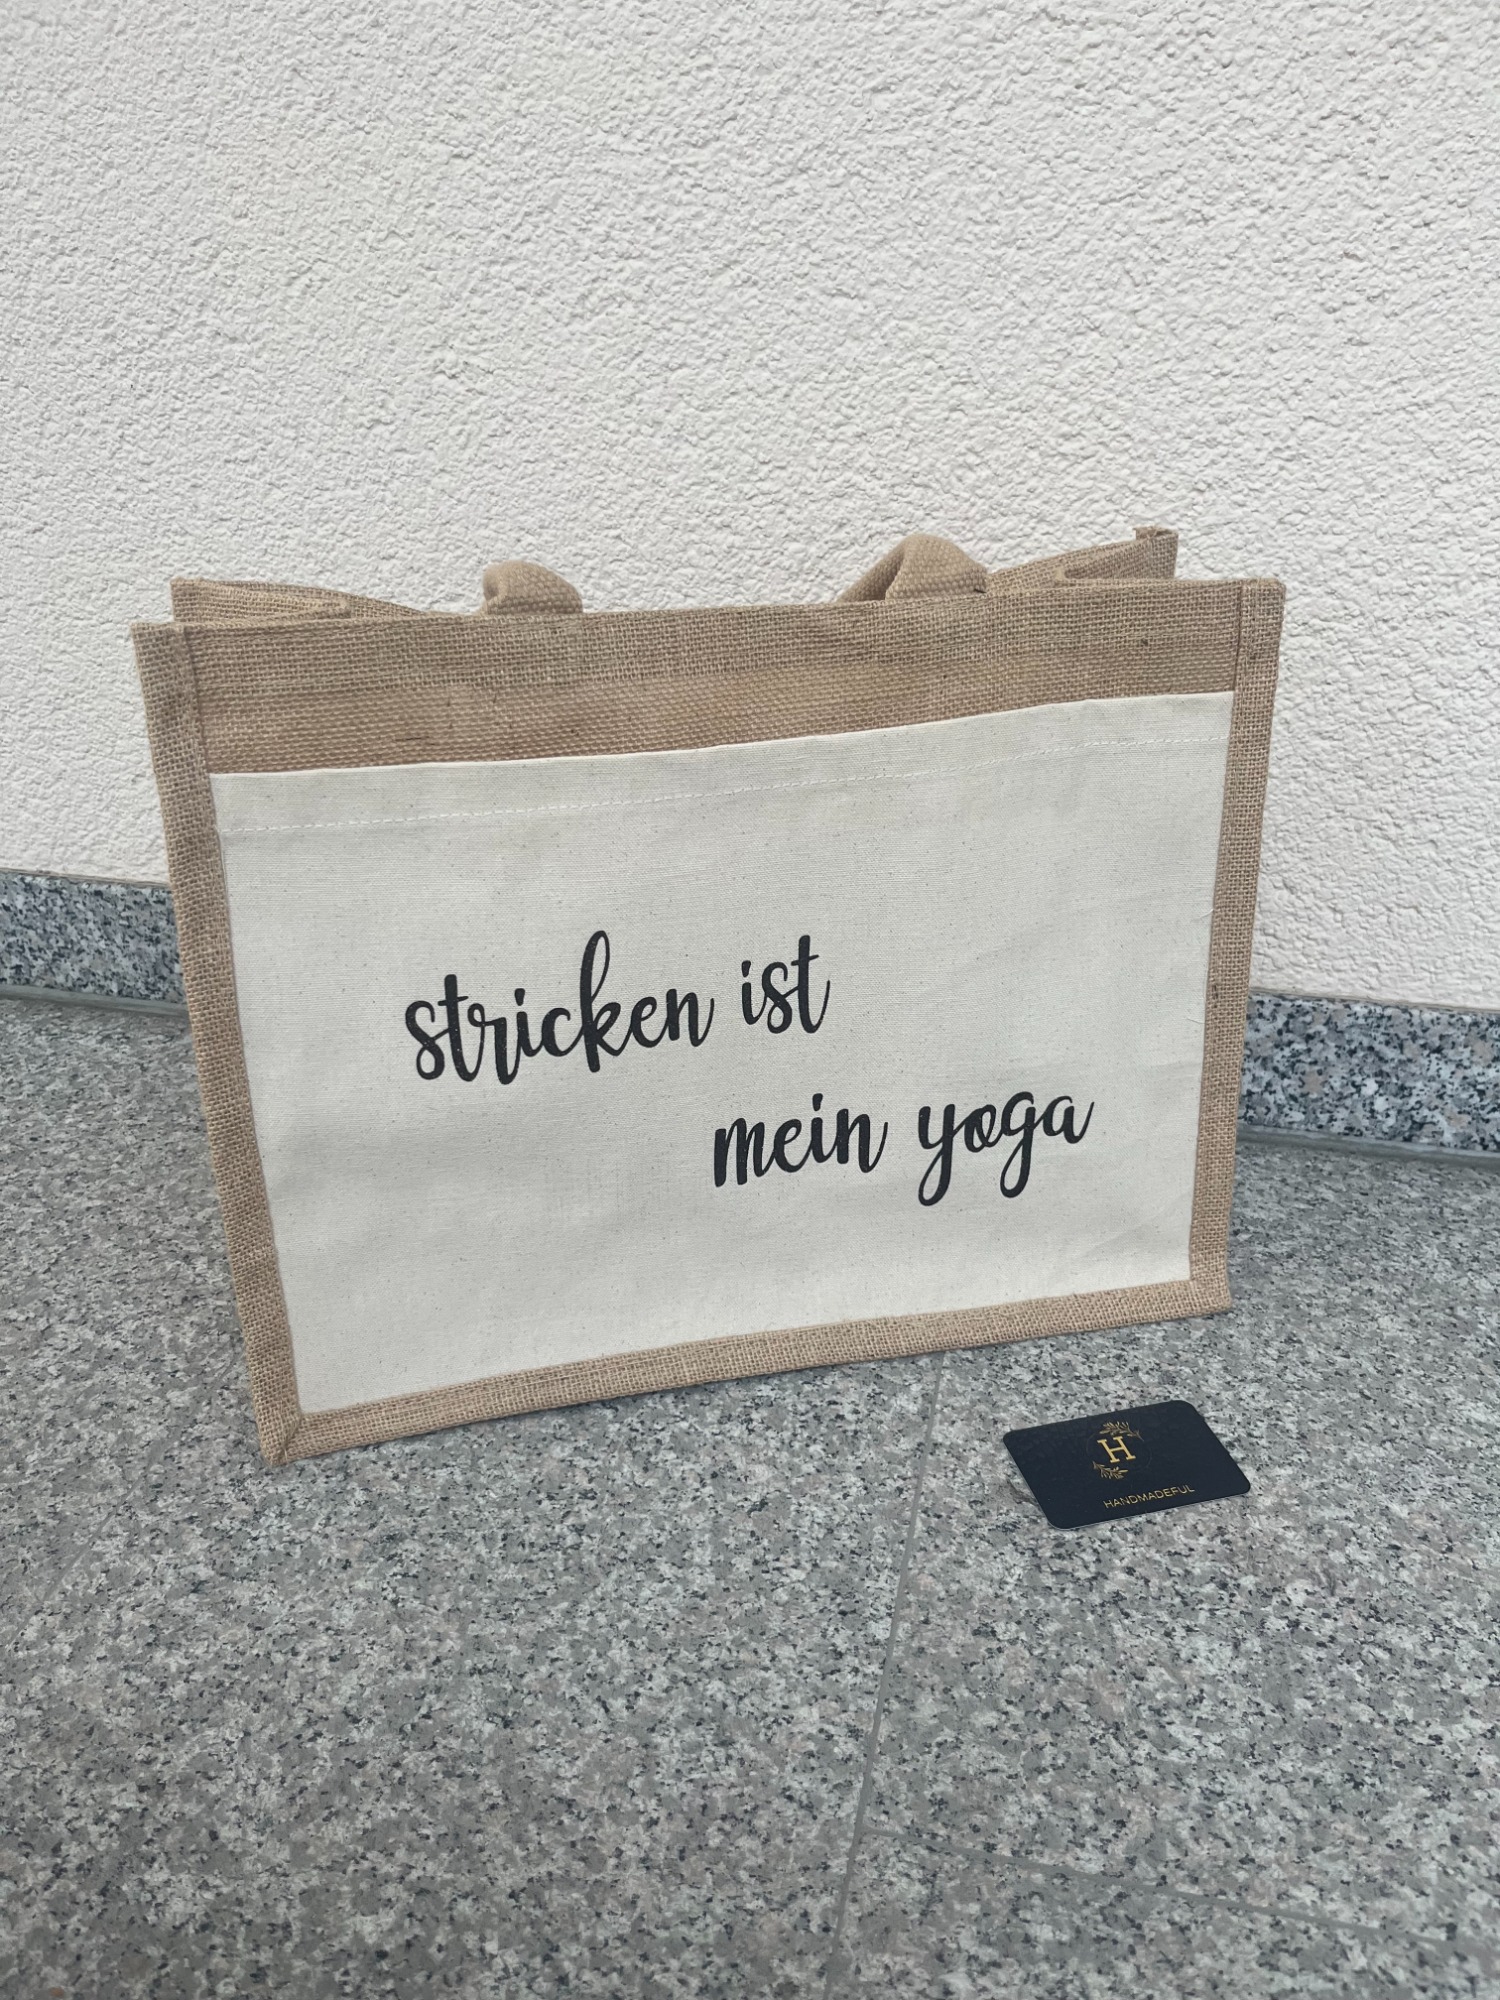 stricken ist
mein yoga
H
HANDMADEFUL